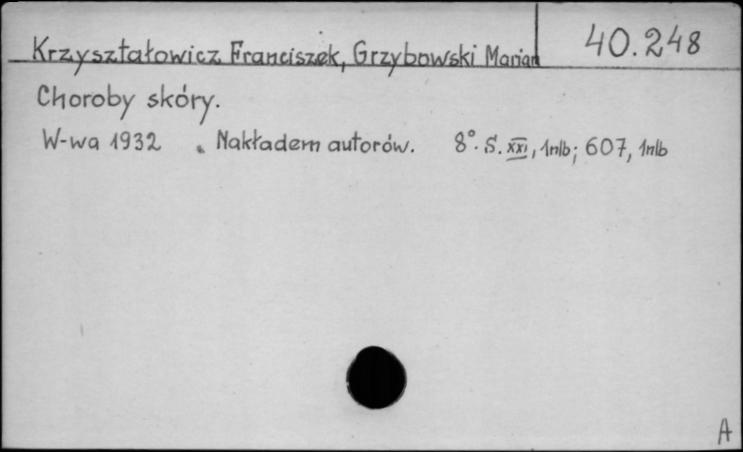 40.248
Krzyształowicz Franciszek, Grzybowski Marian
Choroby skóry.
W-wa 1932 . Nakładem autorów. 8°. S. XXI, 1nlb; 607, 1nlb
A